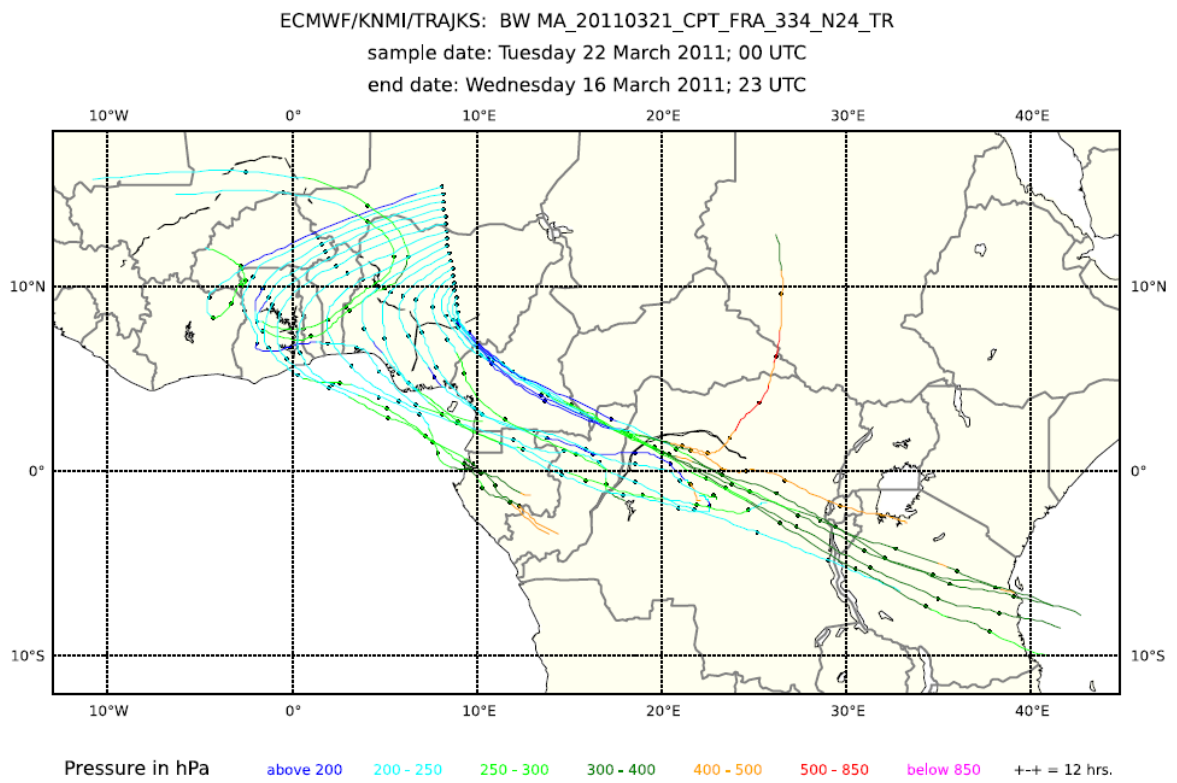 ECMWF/KNMI/TRAJKS:  BW MA_20110321_CPT_FRA_334_N24_TR
sample date: Tuesday 22 March 2011; 00 UTC
end date: Wednesday 16 March 2011; 23 UTC
10°W 0° 10°E 20°E 30°E 40°E
10°N 10°N
0° 0°
10°S 10°S
10°W 0° 10°E 20°E 30°E 40°E
Pressure in hPa above 200 200 - 250 250 - 300 300 - 400 400 - 500 500 - 850 below 850 +-+ = 12 hrs.